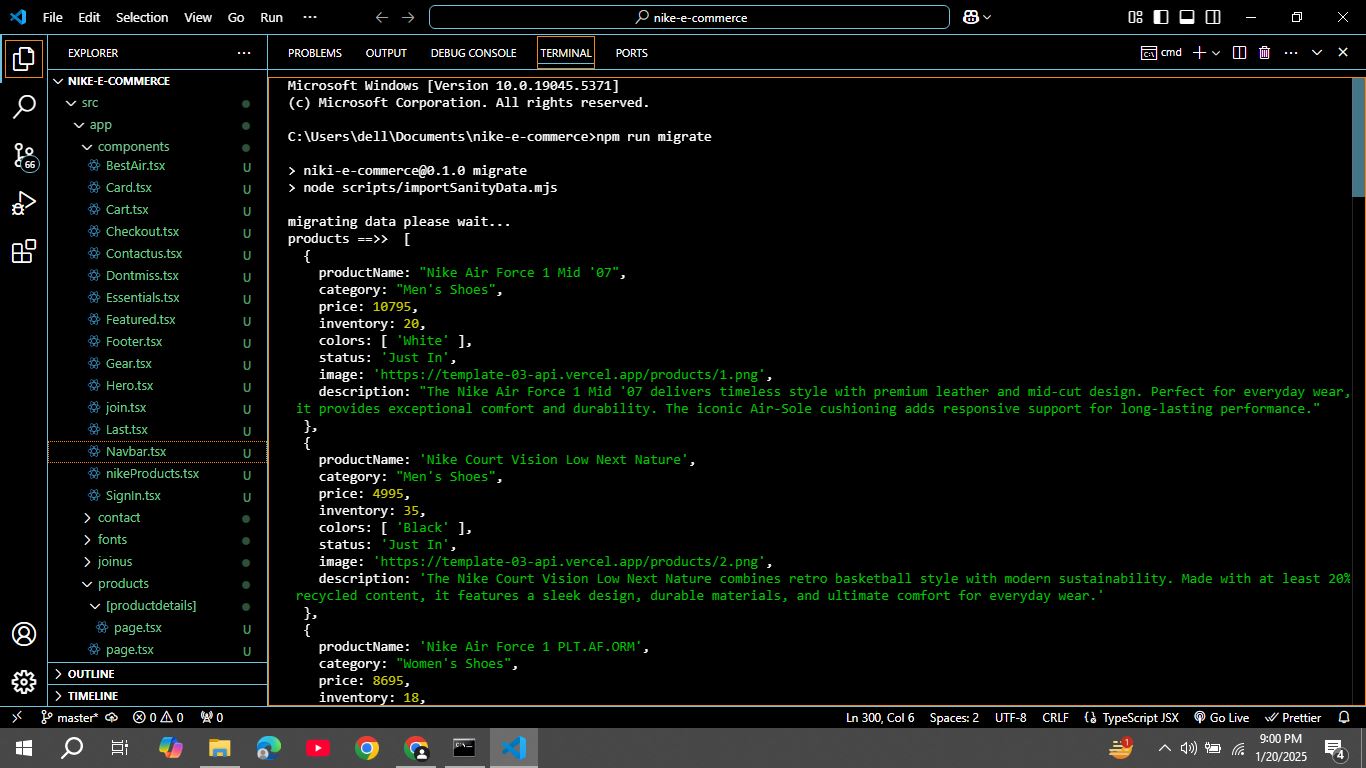 File Edit Selection View Go Run ··· nike-e-commerce
EXPLORER ···
NIKE-E-COMMERCE
src
app
components
BestAir.tsx U
Card.tsx U
Cart.tsx U
Checkout.tsx U
Contactus.tsx U
Dontmiss.tsx U
Essentials.tsx U
Featured.tsx U
Footer.tsx U
Gear.tsx U
Hero.tsx U
join.tsx U
Last.tsx U
Navbar.tsx U
nikeProducts.tsx U
SignIn.tsx U
contact
fonts
joinus
products
[productdetails]
page.tsx U
page.tsx U
OUTLINE
TIMELINE
66
PROBLEMS OUTPUT DEBUG CONSOLE TERMINAL PORTS cmd
Microsoft Windows [Version 10.0.19045.5371]
(c) Microsoft Corporation. All rights reserved.
C:\Users\dell\Documents\nike-e-commerce>npm run migrate
> niki-e-commerce@0.1.0 migrate
> node scripts/importSanityData.mjs
migrating data please wait...
products ==>> [
{
productName: "Nike Air Force 1 Mid '07",
category: "Men's Shoes",
price: 10795,
inventory: 20,
colors: [ 'White' ],
status: 'Just In',
image: 'https://template-03-api.vercel.app/products/1.png',
description: "The Nike Air Force 1 Mid '07 delivers timeless style with premium leather and mid-cut design. Perfect for everyday wear,
it provides exceptional comfort and durability. The iconic Air-Sole cushioning adds responsive support for long-lasting performance."
},
{
productName: 'Nike Court Vision Low Next Nature',
category: "Men's Shoes",
price: 4995,
inventory: 35,
colors: [ 'Black' ],
status: 'Just In',
image: 'https://template-03-api.vercel.app/products/2.png',
description: 'The Nike Court Vision Low Next Nature combines retro basketball style with modern sustainability. Made with at least 20%
recycled content, it features a sleek design, durable materials, and ultimate comfort for everyday wear.'
},
{
productName: 'Nike Air Force 1 PLT.AF.ORM',
category: "Women's Shoes",
price: 8695,
inventory: 18,
master* 0 0 0 Ln 300, Col 6 Spaces: 2 UTF-8 CRLF TypeScript JSX Go Live Prettier
1 9:00 PM
1/20/2025 4